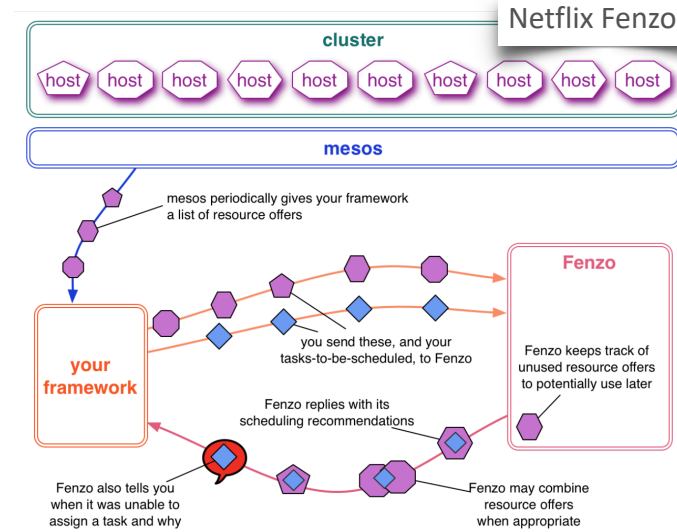 Netflix Fenzo
cluster
host host host host host host host host host host
mesos
mesos periodically gives your framework
a list of resource offers
Fenzo
you send these, and your
tasks-to-be-scheduled, to Fenzo
your
framework
Fenzo keeps track of
unused resource offers
to potentially use later
Fenzo replies with its
scheduling recommendations
Fenzo also tells you
when it was unable to
assign a task and why
Fenzo may combine
resource offers
when appropriate